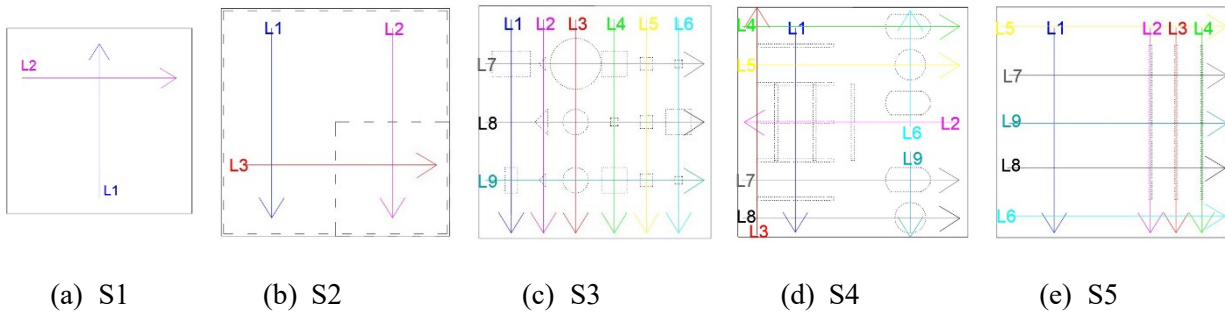 L2
L1
(a) S1
L1
L2
L3
(b) S2
L1 L2 L3 L4 L5 L6
L7
L8
L9
(c) S3
L4 L1
L5
L2
L6
L9
L7
L8
L3
(d) S4
L5 L1 L2 L3 L4
L7
L9
L8
L6
(e) S5